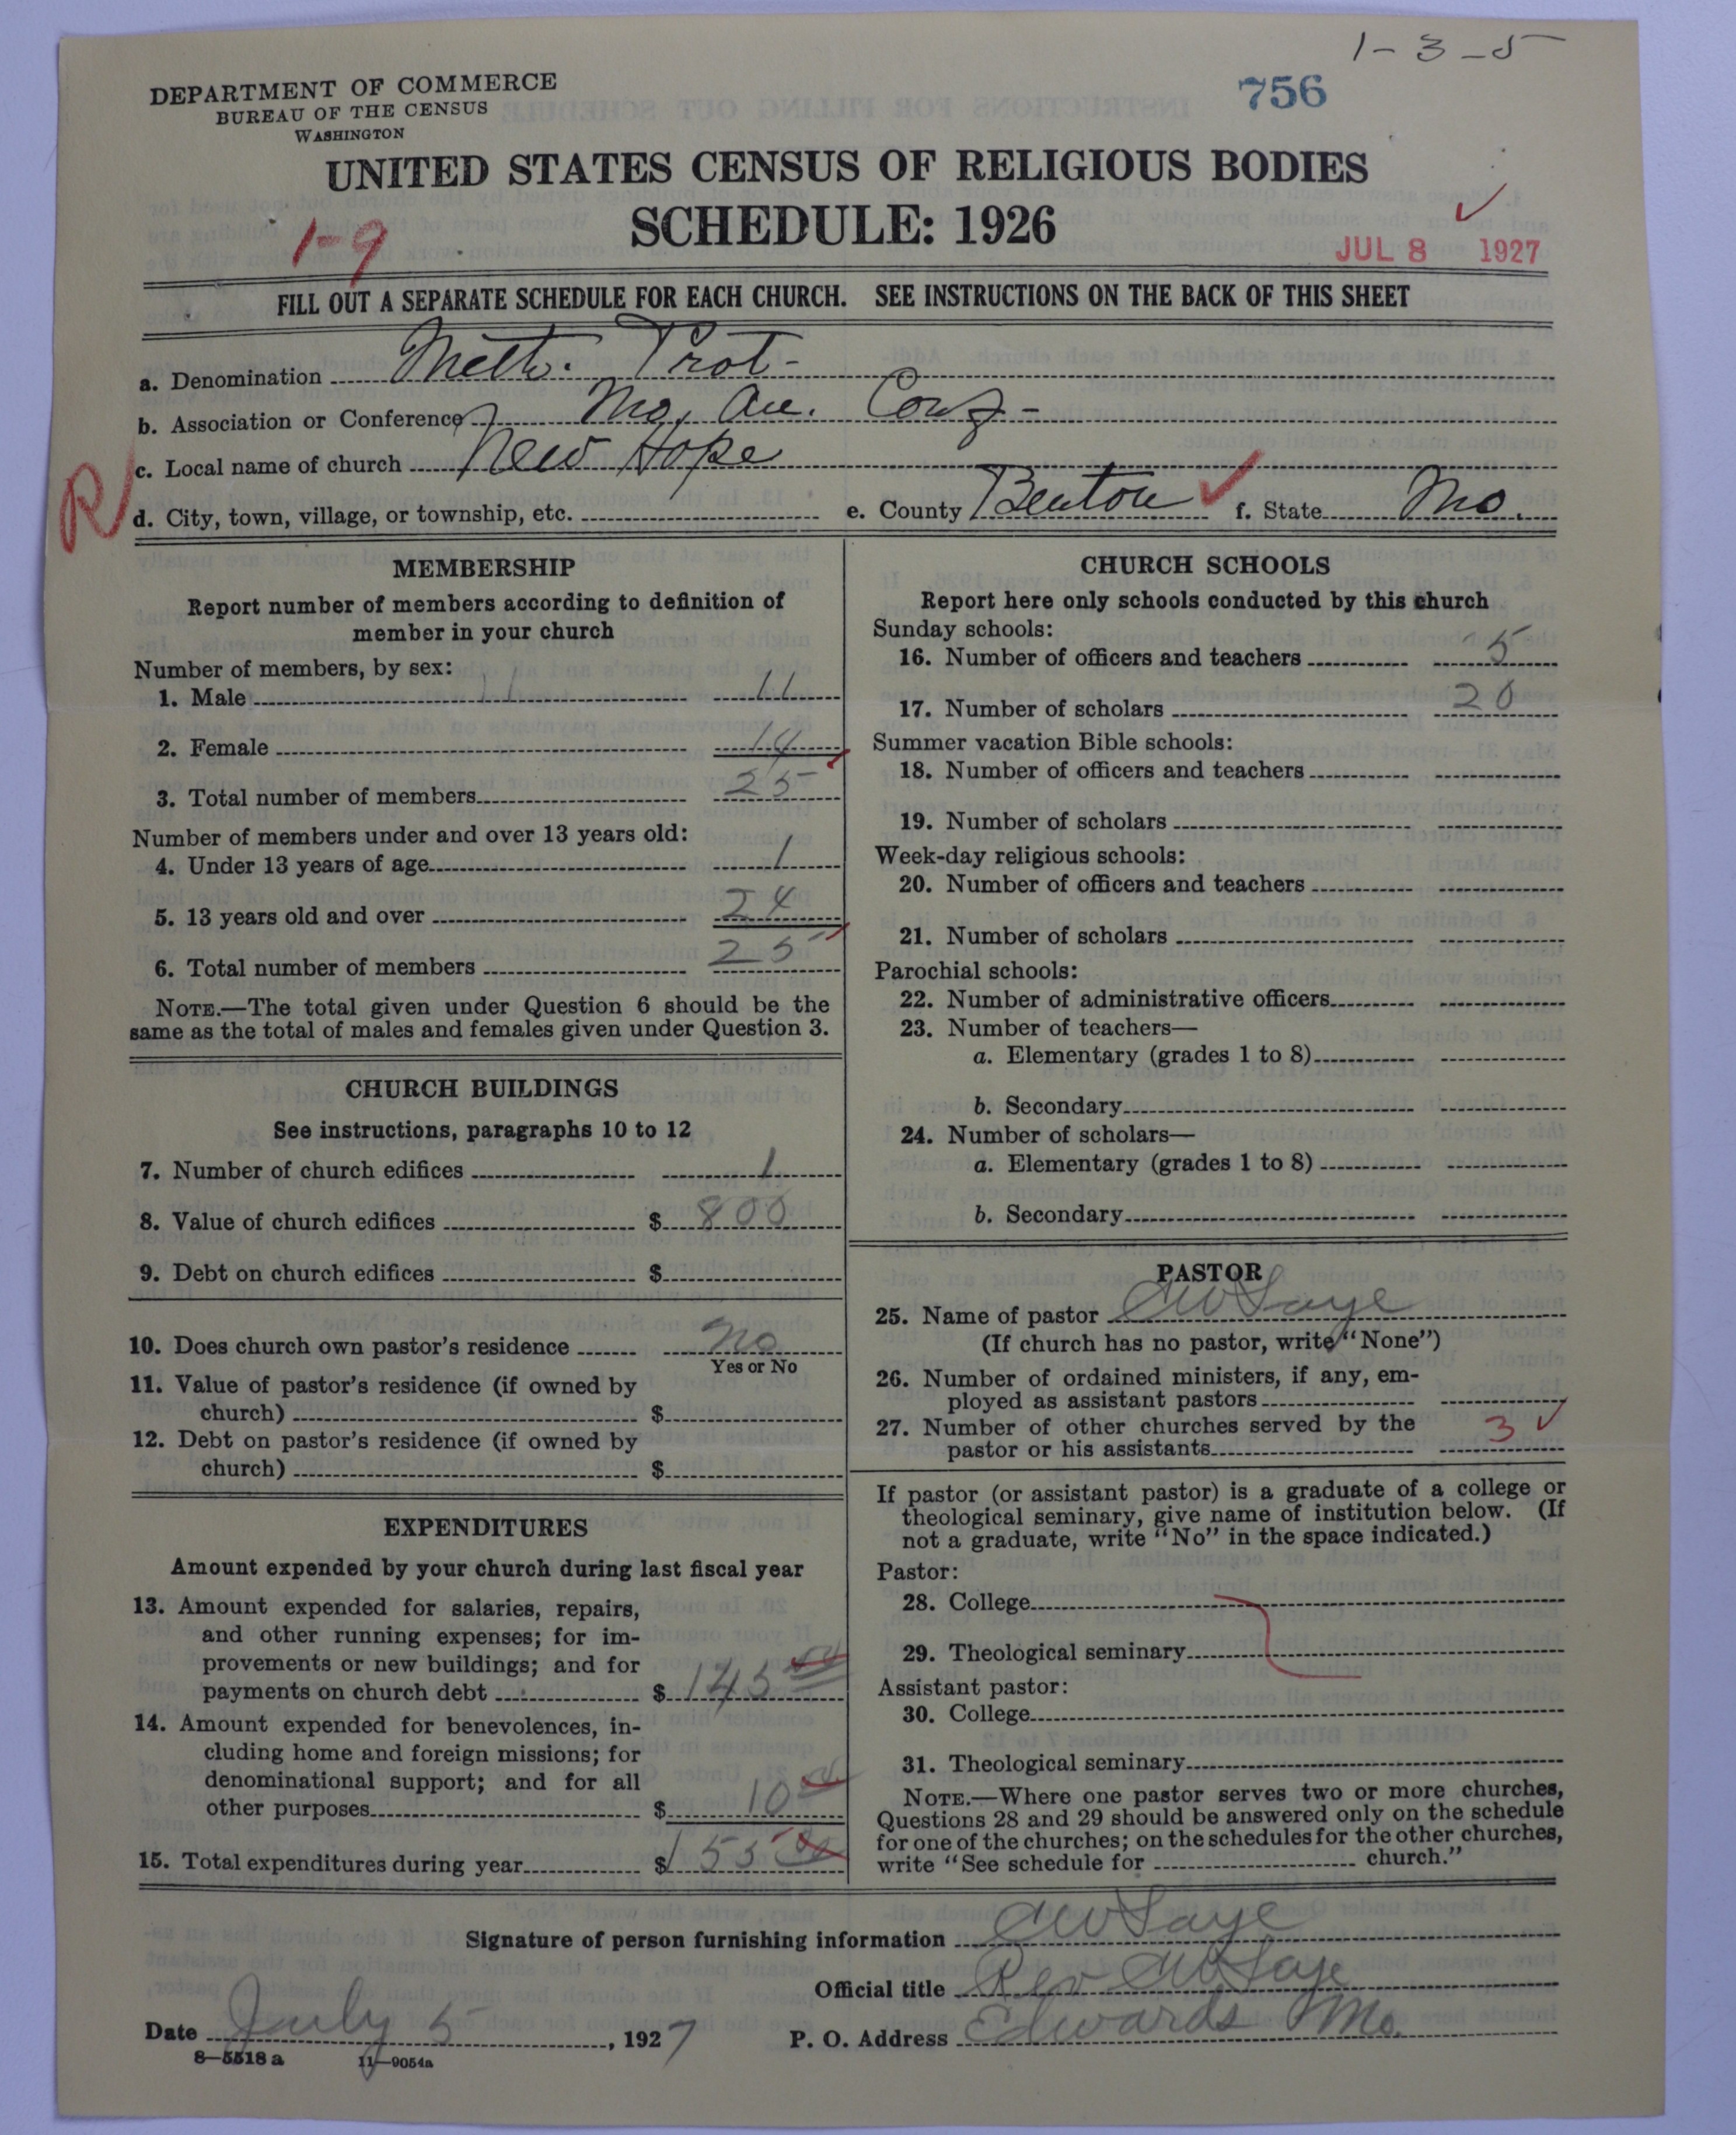 1-3-5
DEPARTMENT OF COMMERCE
BUREAU OF THE CENSUS
WASHINGTON
756
UNITED STATES CENSUS OF RELIGIOUS BODIES
SCHEDULE: 1926
1-9
JUL 8 1927
FILL OUT A SEPARATE SCHEDULE FOR EACH CHURCH. SEE INSTRUCTIONS ON THE BACK OF THIS SHEET
a. Denomination Meth. Prot-
b. Association or Conference Mo, Conf-
c. Local name of church New Hope
R
d. City, town, village, or township, etc. e. County Benton f. State Mo.
MEMBERSHIP
Report number of members according to definition of
member in your church
Number of members, by sex:
1. Male 11
2. Female 14
3. Total number of members 25
Number of members under and over 13 years old:
4. Under 13 years of age 1
5. 13 years old and over 24
6. Total number of members 25
NOTE.—The total given under Question 6 should be the
same as the total of males and females given under Question 3.
CHURCH BUILDINGS
See instructions, paragraphs 10 to 12
7. Number of church edifices 1
8. Value of church edifices $ 800
9. Debt on church edifices $
10. Does church own pastor's residence No
Yes or No
11. Value of pastor's residence (if owned by
church) $
12. Debt on pastor's residence (if owned by
church) $
EXPENDITURES
Amount expended by your church during last fiscal year
13. Amount expended for salaries, repairs,
and other running expenses; for im-
provements or new buildings; and for
payments on church debt $ 145 00
14. Amount expended for benevolences, in-
cluding home and foreign missions; for
denominational support; and for all
other purposes $ 10 00
15. Total expenditures during year $ 155 00
CHURCH SCHOOLS
Report here only schools conducted by this church
Sunday schools:
16. Number of officers and teachers 5
17. Number of scholars 20
Summer vacation Bible schools:
18. Number of officers and teachers
19. Number of scholars
Week-day religious schools:
20. Number of officers and teachers
21. Number of scholars
Parochial schools:
22. Number of administrative officers
23. Number of teachers—
a. Elementary (grades 1 to 8)
b. Secondary
24. Number of scholars—
a. Elementary (grades 1 to 8)
b. Secondary
PASTOR
25. Name of pastor CW Saye
(If church has no pastor, write "None")
26. Number of ordained ministers, if any, em-
ployed as assistant pastors
27. Number of other churches served by the
pastor or his assistants 3
If pastor (or assistant pastor) is a graduate of a college or
theological seminary, give name of institution below. (If
not a graduate, write "No" in the space indicated.)
Pastor:
28. College
29. Theological seminary
Assistant pastor:
30. College
31. Theological seminary
NOTE.—Where one pastor serves two or more churches,
Questions 28 and 29 should be answered only on the schedule
for one of the churches; on the schedules for the other churches,
write "See schedule for church."
Signature of person furnishing information CW Saye
Official title Rev CW Saye
Date July 5, 1927 P. O. Address Edwards Mo.
8—5518 a 11—9054a